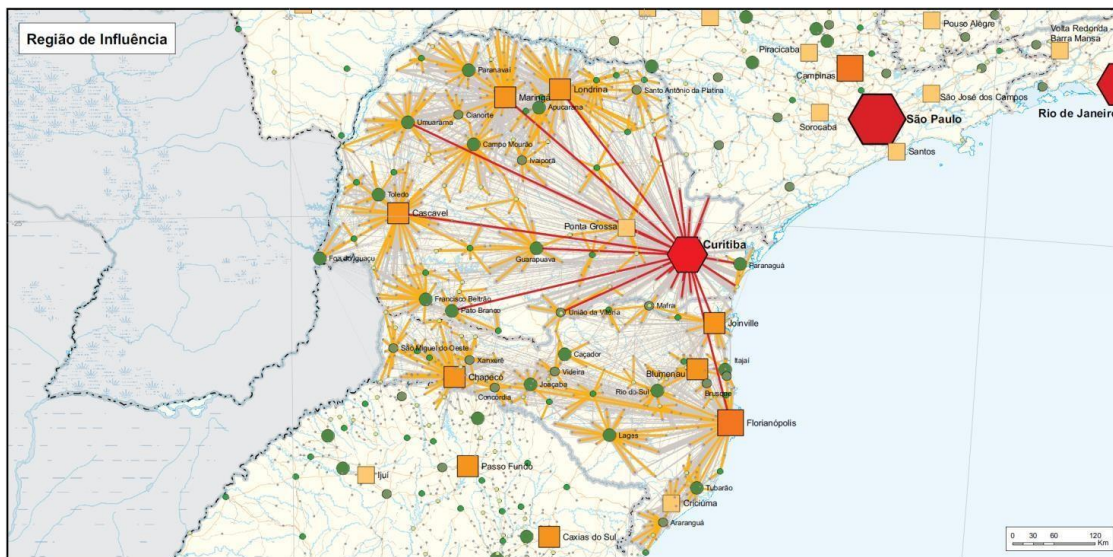 Região de Influência
Pouso Alegre
Volta Redonda -
Barra Mansa
Piracicaba
Campinas
Paranavaí
Maringá
Londrina
Santo Antônio da Platina
São José dos Campos
Apucarana
Cianorte
Sorocaba
São Paulo
Rio de Janeiro
Umuarama
Campo Mourão
Ivaiporã
Santos
Toledo
Cascavel
Ponta Grossa
Curitiba
Foz do Iguaçu
Guarapuava
Paranaguá
Francisco Beltrão
Pato Branco
União da Vitória
Mafra
Joinville
São Miguel do Oeste
Xanxerê
Caçador
Itajaí
Chapecó
Videira
Blumenau
Concórdia
Joaçaba
Rio do Sul
Brusque
Florianópolis
Lages
Passo Fundo
Ijuí
Tubarão
Criciúma
Araranguá
Caxias do Sul
0 30 60 120
Km